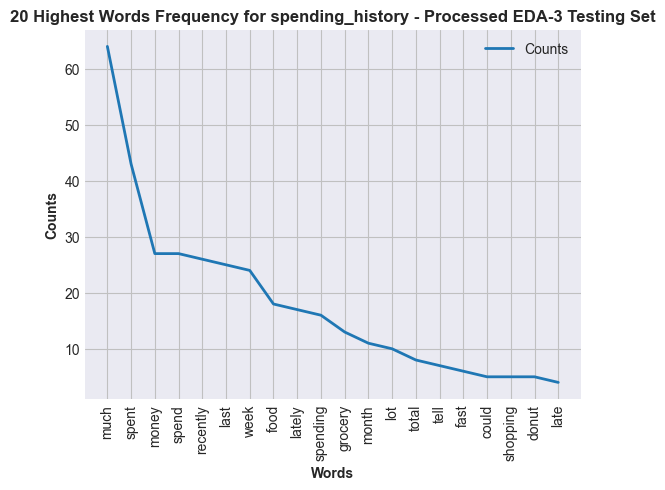 20 Highest Words Frequency for spending_history - Processed EDA-3 Testing Set
Counts
60
50
40
30
20
10
Counts
much
spent
money
spend
recently
last
week
food
lately
spending
grocery
month
lot
total
tell
fast
could
shopping
donut
late
Words